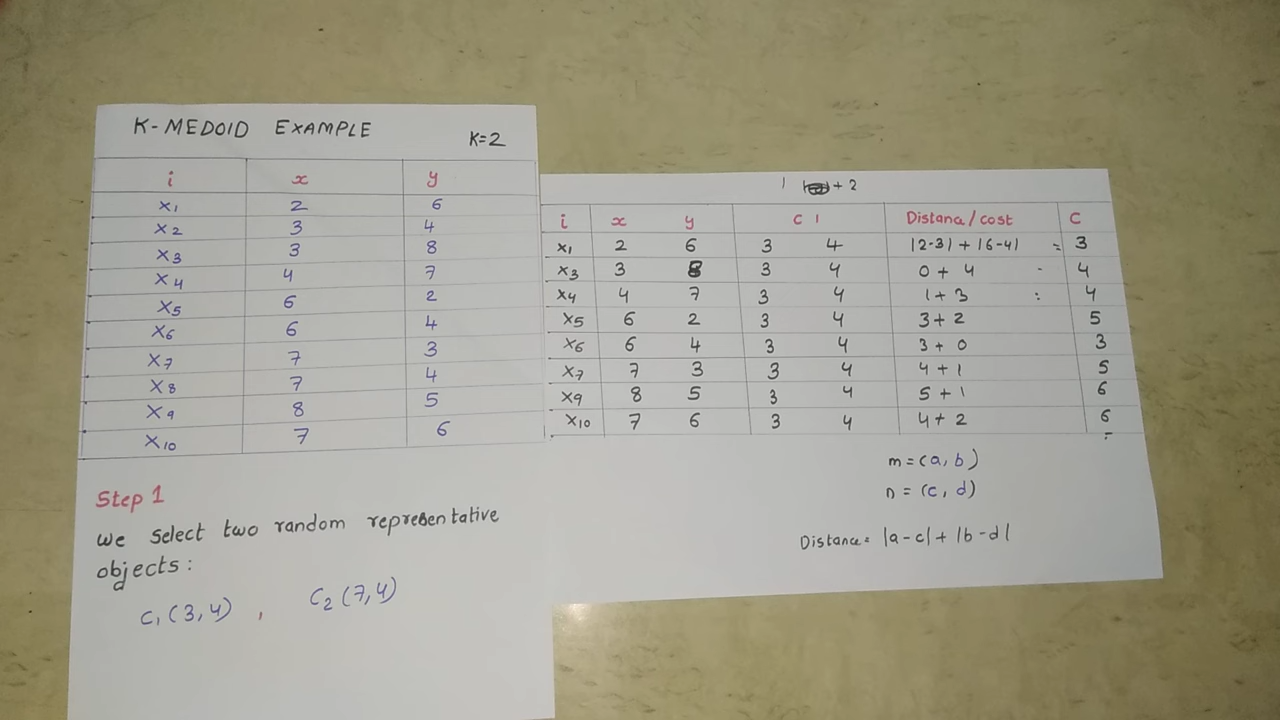 K-MEDOID EXAMPLE K=2
i x y
x1 2 6
x2 3 4
x3 3 8
x4 4 7
x5 6 2
x6 6 4
x7 7 3
x8 7 4
x9 8 5
x10 7 6
Step 1
we select two random representative
objects:
C1(3,4) , C2(7,4)
1 + 2
i x y C1 Distana/cost C
x1 2 6 3 4 |2-3| + |6-4| = 3
x3 3 8 3 4 0 + 4 - 4
x4 4 7 3 4 1 + 3 : 4
x5 6 2 3 4 3 + 2 5
x6 6 4 3 4 3 + 0 3
x7 7 3 3 4 4 + 1 5
x9 8 5 3 4 5 + 1 6
x10 7 6 3 4 4 + 2 6
m = (a, b)
n = (c, d)
Distance = |a-c| + |b-d|